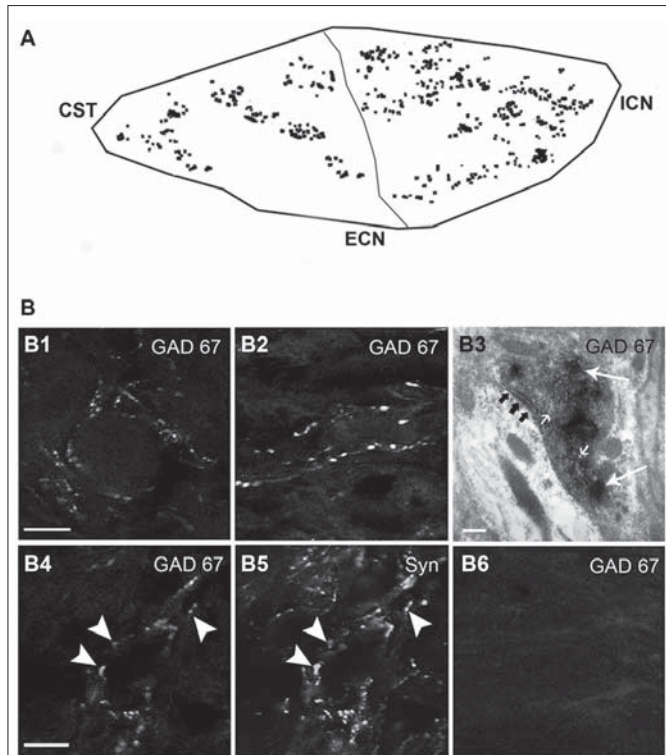 A
CST
ICN
ECN
B
B1 GAD 67
B2 GAD 67
B3 GAD 67
B4 GAD 67
B5 Syn
B6 GAD 67